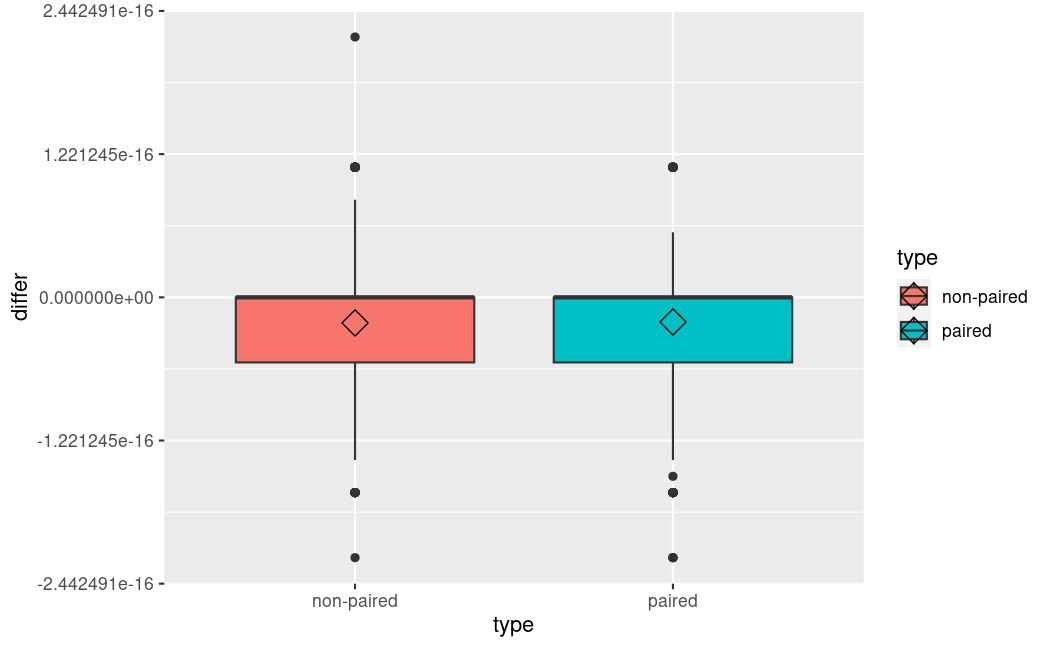 2.442491e-16
1.221245e-16
0.000000e+00
-1.221245e-16
-2.442491e-16
differ
non-paired
paired
type
type
non-paired
paired